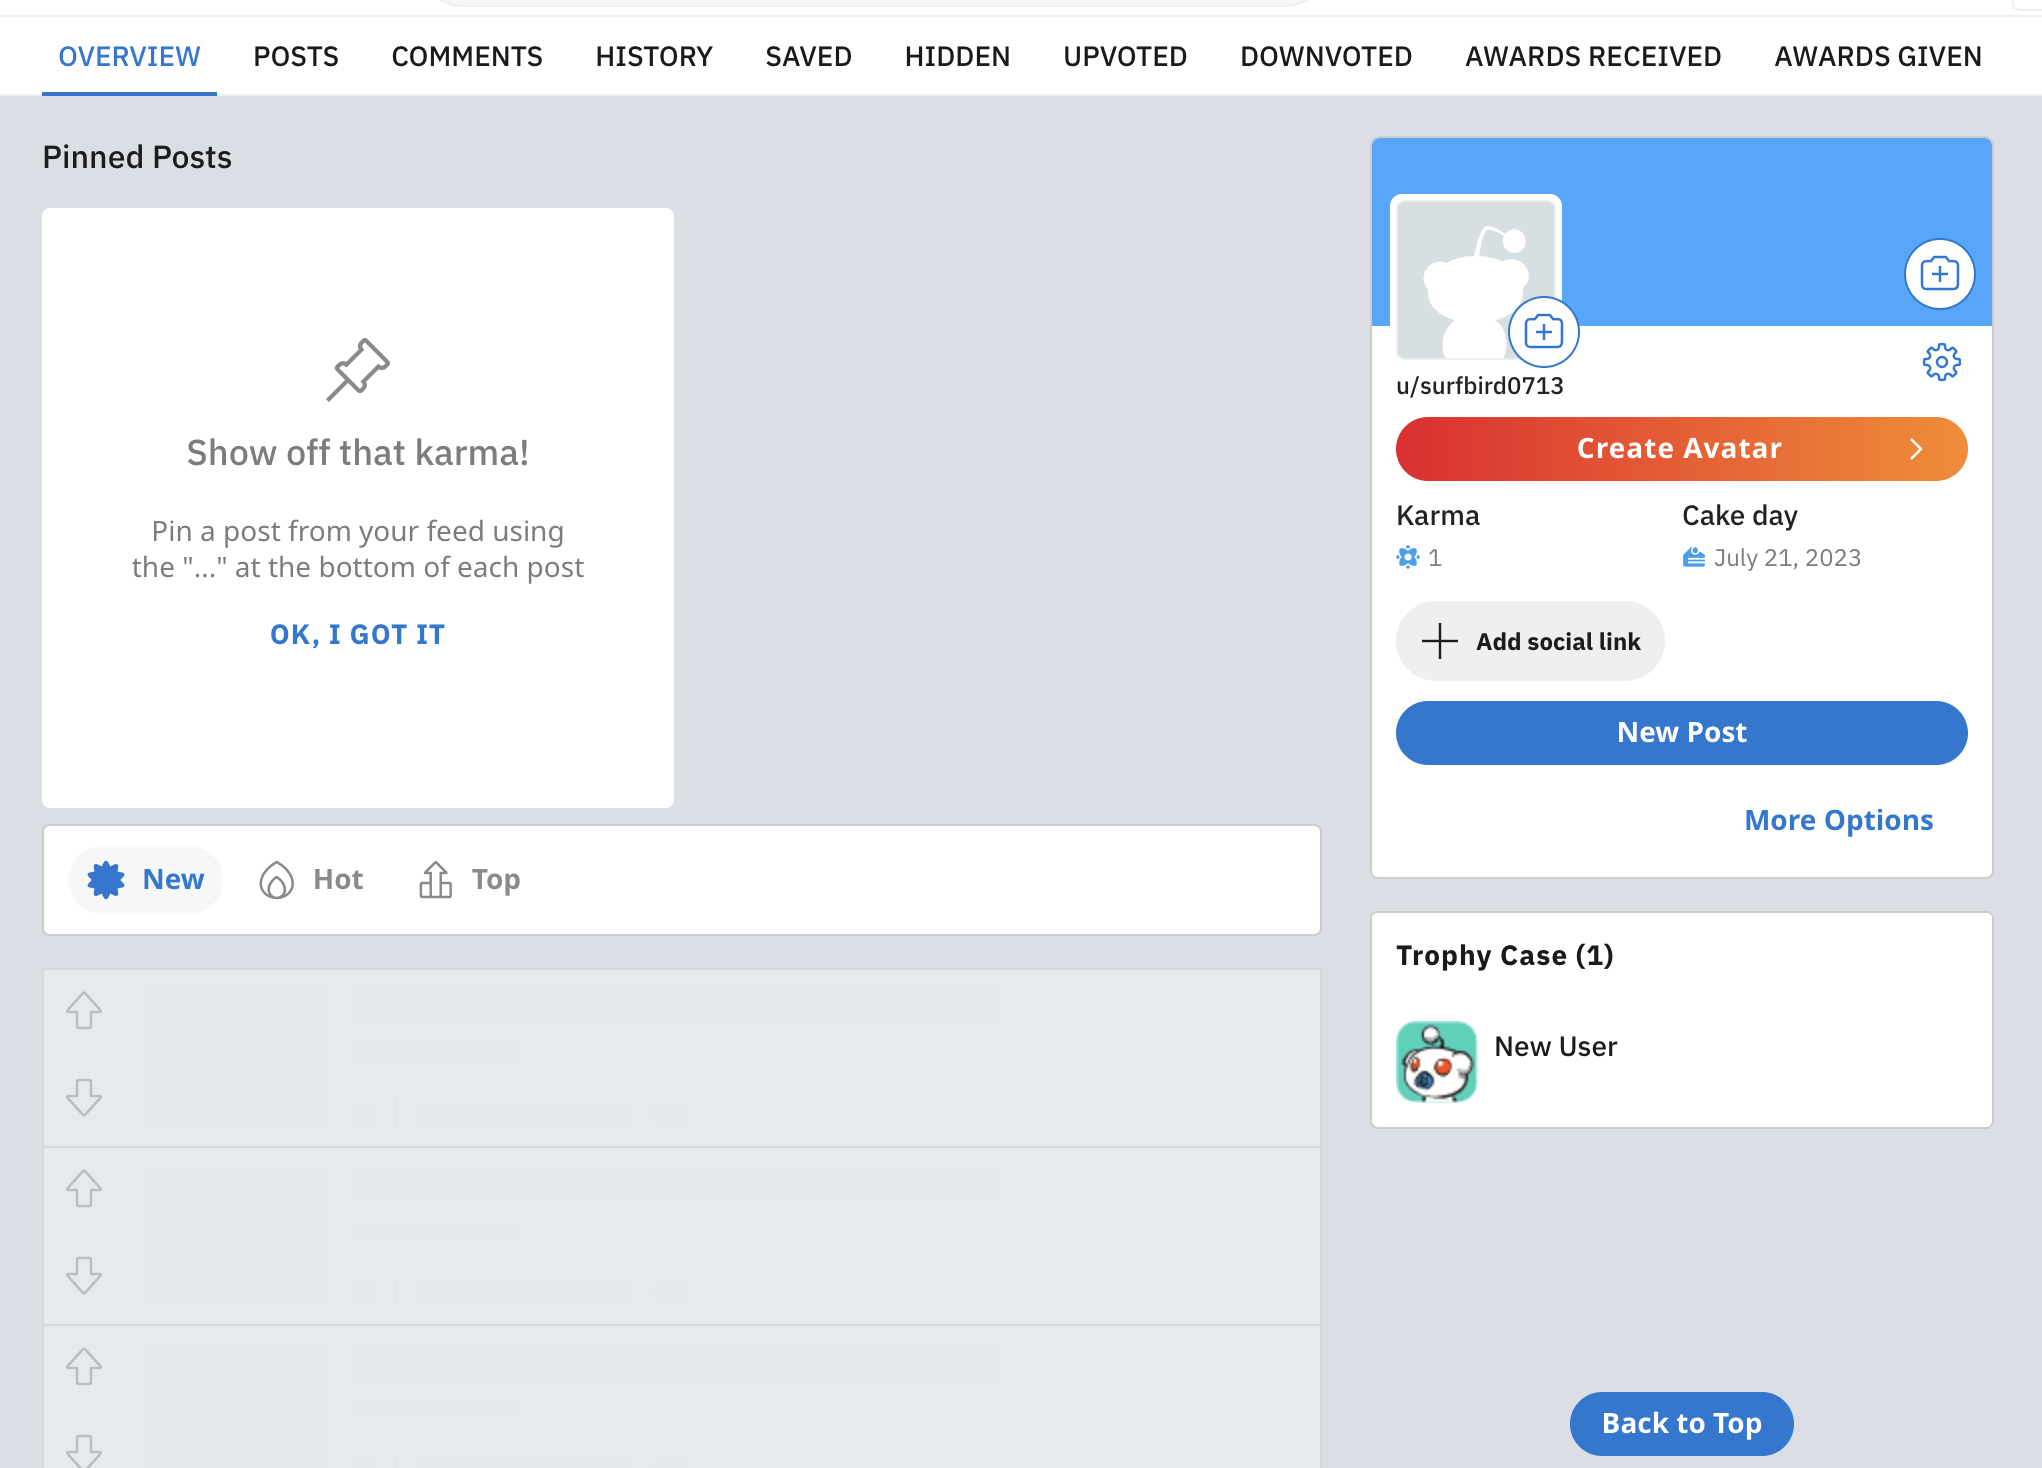 OVERVIEW POSTS COMMENTS HISTORY SAVED HIDDEN UPVOTED DOWNVOTED AWARDS RECEIVED AWARDS GIVEN
Pinned Posts
Show off that karma!
Pin a post from your feed using
the "..." at the bottom of each post
OK, I GOT IT
New Hot Top
u/surfbird0713
Create Avatar
Karma Cake day
1 July 21, 2023
Add social link
New Post
More Options
Trophy Case (1)
New User
Back to Top